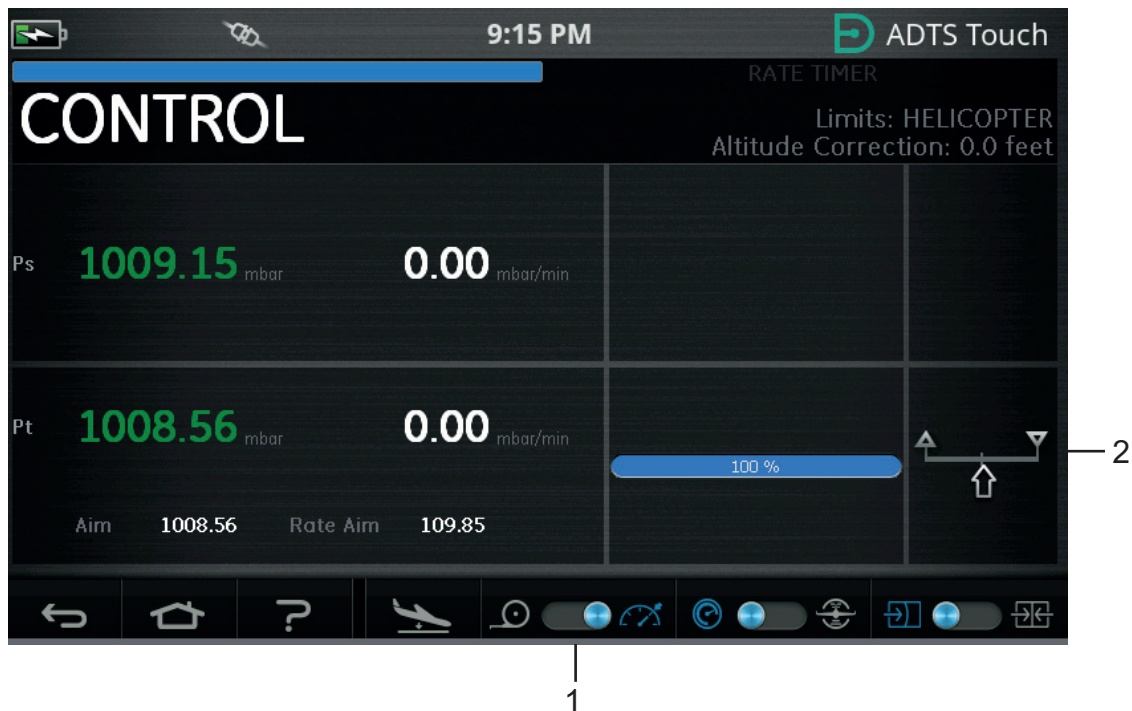 9:15 PM
ADTS Touch
RATE TIMER
CONTROL
Limits: HELICOPTER
Altitude Correction: 0.0 feet
Ps 1009.15 mbar 0.00 mbar/min
Pt 1008.56 mbar 0.00 mbar/min
100 %
2
Aim 1008.56 Rate Aim 109.85
?
1